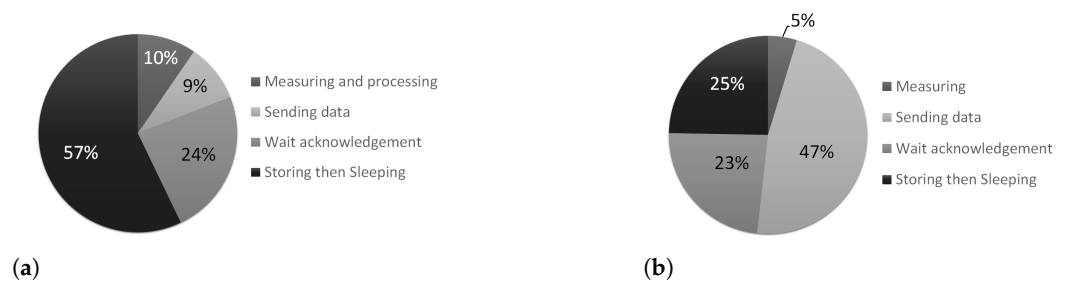 10%
9%
24%
57%
Measuring and processing
Sending data
Wait acknowledgement
Storing then Sleeping
(a)
5%
47%
23%
25%
Measuring
Sending data
Wait acknowledgement
Storing then Sleeping
(b)